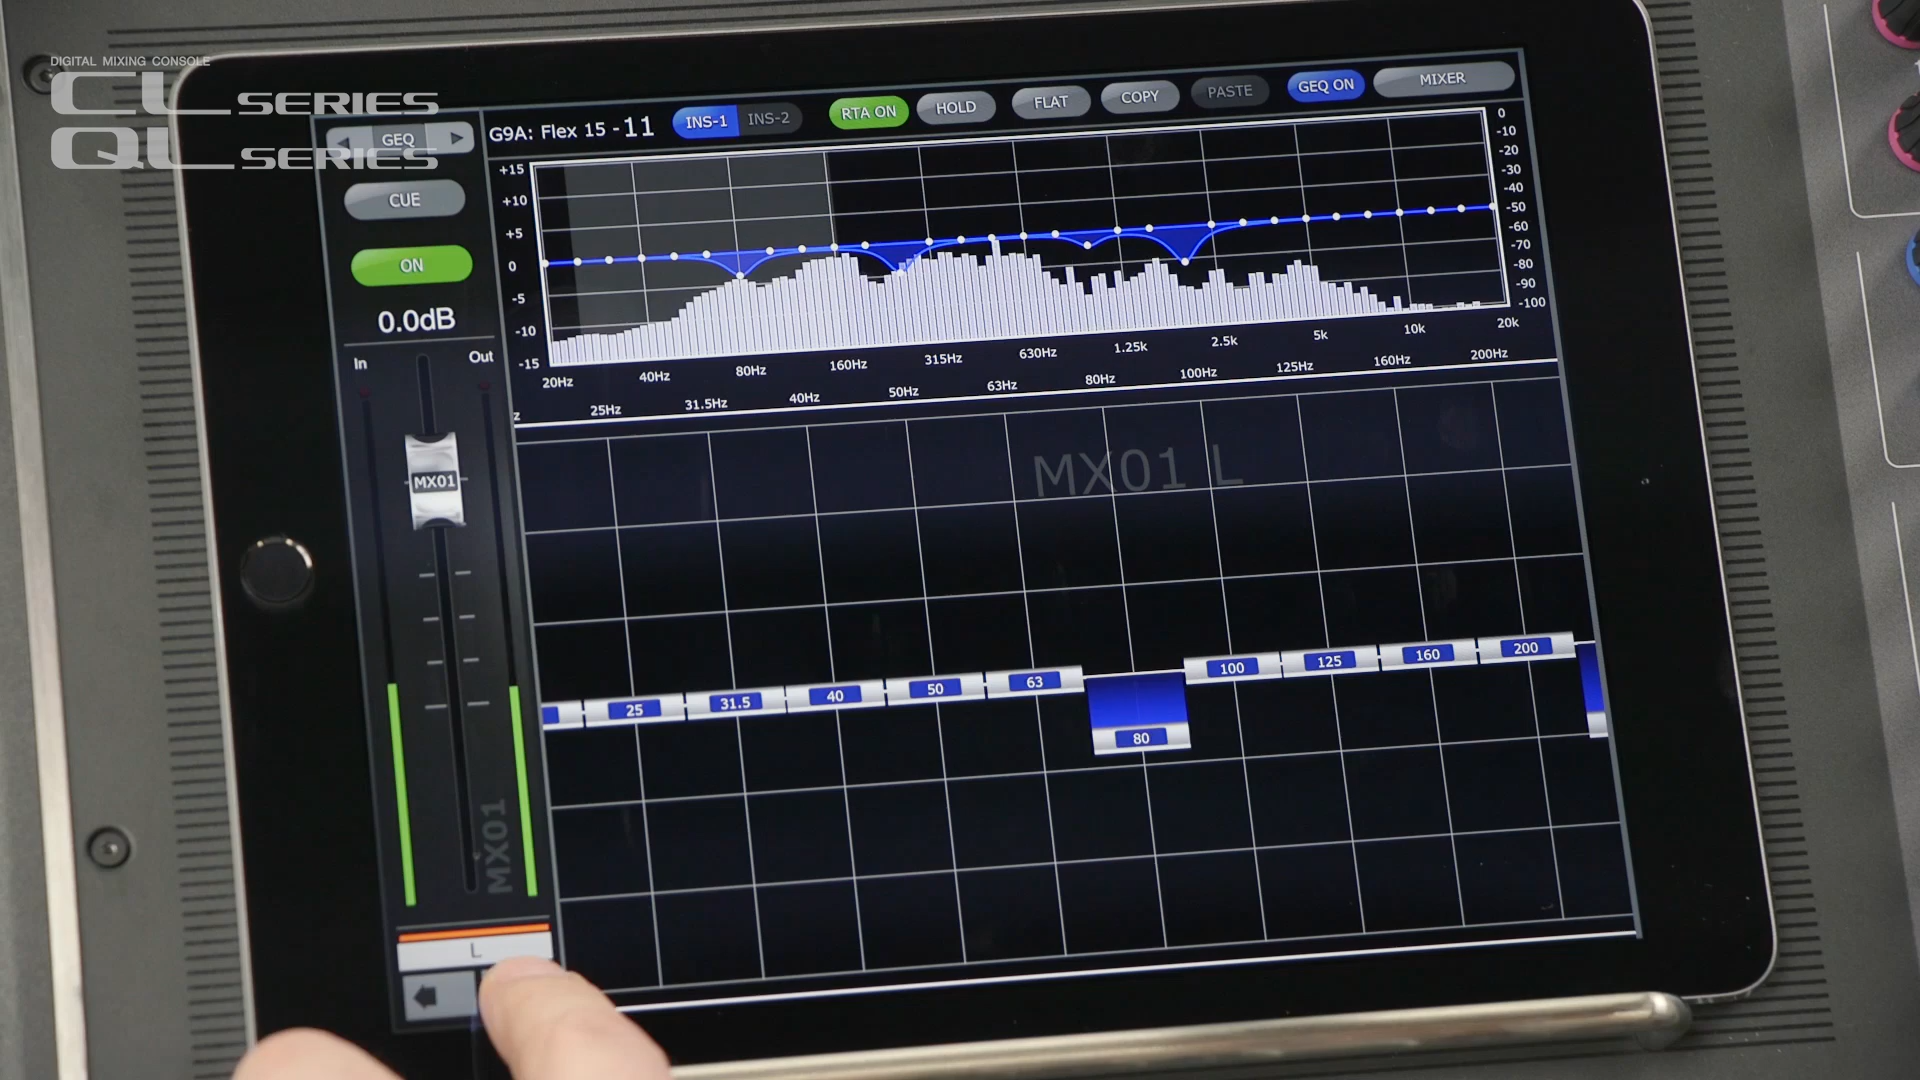 DIGITAL MIXING CONSOLE
CL SERIES
QL SERIES
GEQ
G9A: Flex 15 - 11
INS-1 INS-2 RTA ON HOLD FLAT COPY PASTE GEQ ON MIXER
CUE
ON
0.0dB
In Out
+15
+10
+5
0
-5
-10
-15
0
-10
-20
-30
-40
-50
-60
-70
-80
-90
-100
20Hz 40Hz 80Hz 160Hz 315Hz 630Hz 1.25k 2.5k 5k 10k 20k
z 25Hz 31.5Hz 40Hz 50Hz 63Hz 80Hz 100Hz 125Hz 160Hz 200Hz
MX01 L
MX01
25 31.5 40 50 63 80 100 125 160 200
MX01
L